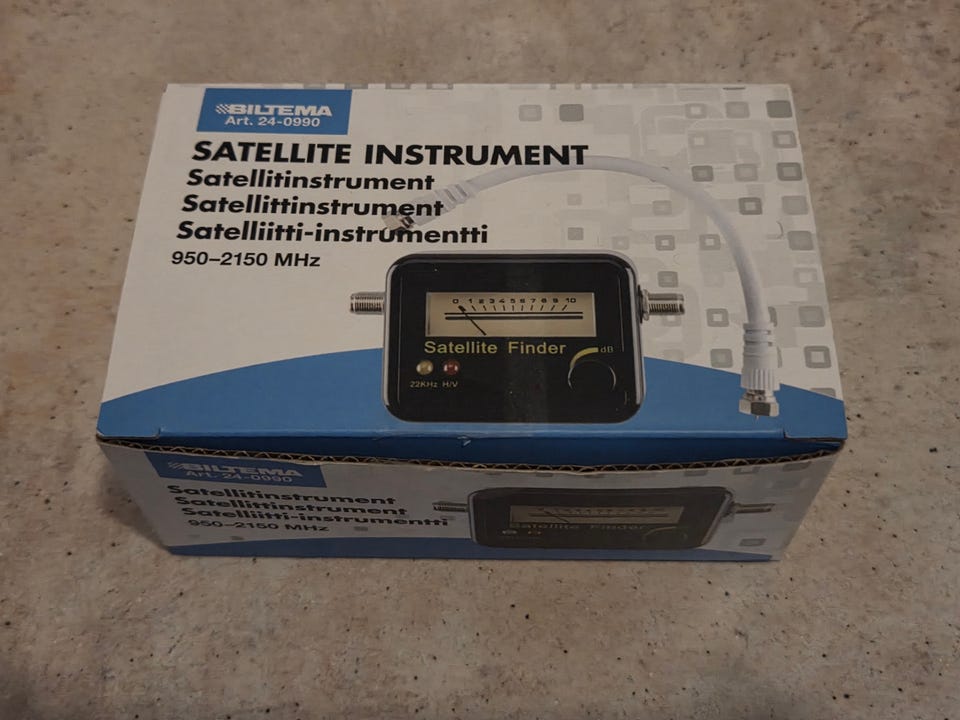 BILTEMA
Art. 24-0990
SATELLITE INSTRUMENT
Satellitinstrument
Satellittinstrument
Satelliitti-instrumentti
950–2150 MHz
0 1 2 3 4 5 6 7 8 9 10
Satellite Finder
dB
22KHz H/V
BILTEMA
Art. 24-0990
Satellitinstrument
Satellittinstrument
Satelliitti-instrumentti
950–2150 MHz
Satellite Finder